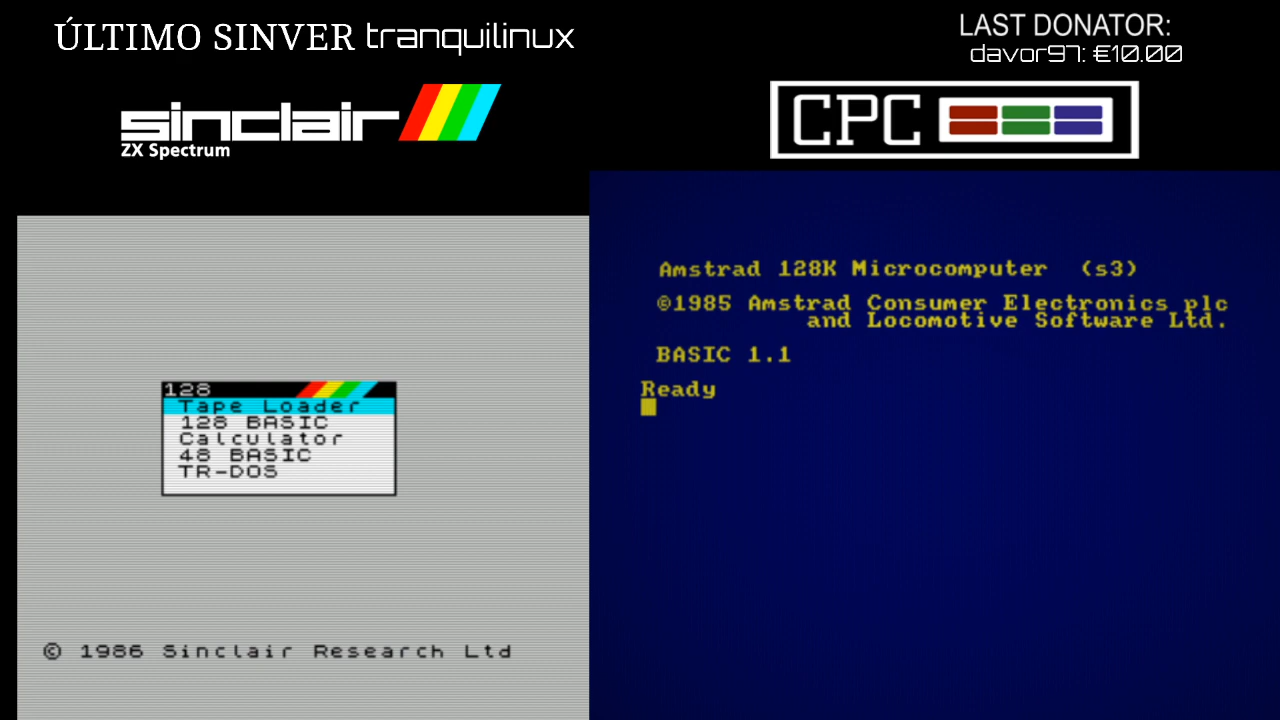 ÚLTIMO SINVER tranquilinux
LAST DONATOR:
davor97: €10.00
sinclair
ZX Spectrum
CPC
128
Tape Loader
128 BASIC
Calculator
48 BASIC
TR-DOS
© 1986 Sinclair Research Ltd
Amstrad 128K Microcomputer (s3)
©1985 Amstrad Consumer Electronics plc
and Locomotive Software Ltd.
BASIC 1.1
Ready